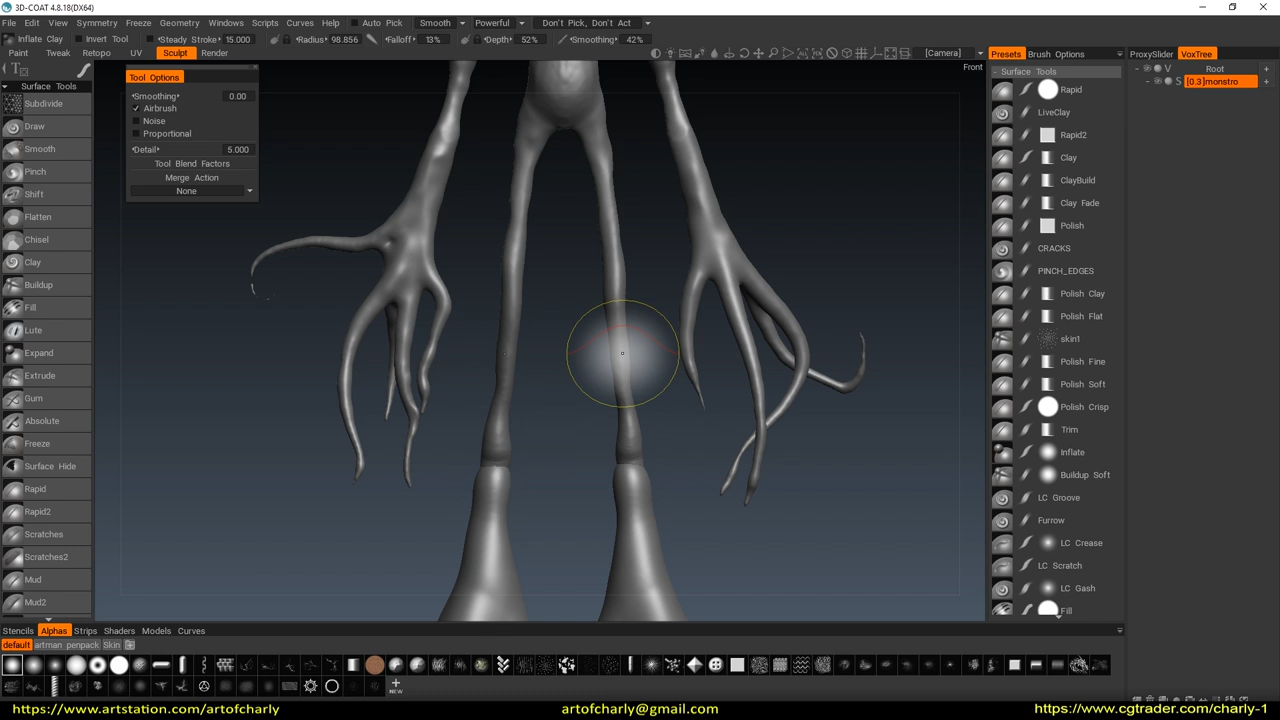 3D-COAT 4.8.18(DX64)
File Edit View Symmetry Freeze Geometry Windows Scripts Curves Help Auto Pick Smooth Powerful Don't Pick, Don't Act
Inflate Clay Invert Tool Steady Stroke 15.000 Radius 98.856 Falloff 13% Depth 52% Smoothing 42%
Paint Tweak Retopo UV Sculpt Render [Camera] Presets Brush Options ProxySlider VoxTree
Front
Tool Options
Smoothing 0.00
Airbrush
Noise
Proportional
Detail 5.000
Tool Blend Factors
Merge Action
None
Surface Tools
Subdivide
Draw
Smooth
Pinch
Shift
Flatten
Chisel
Clay
Buildup
Fill
Lute
Expand
Extrude
Gum
Absolute
Freeze
Surface Hide
Rapid
Rapid2
Scratches
Scratches2
Mud
Mud2
Surface Tools
Rapid
LiveClay
Rapid2
Clay
ClayBuild
Clay Fade
Polish
CRACKS
PINCH_EDGES
Polish Clay
Polish Flat
skin1
Polish Fine
Polish Soft
Polish Crisp
Trim
Inflate
Buildup Soft
LC Groove
Furrow
LC Crease
LC Scratch
LC Gash
Fill
V Root
S [0.3]monstro
Stencils Alphas Strips Shaders Models Curves
default artman penpack Skin
NEW
https://www.artstation.com/artofcharly artofcharly@gmail.com https://www.cgtrader.com/charly-1